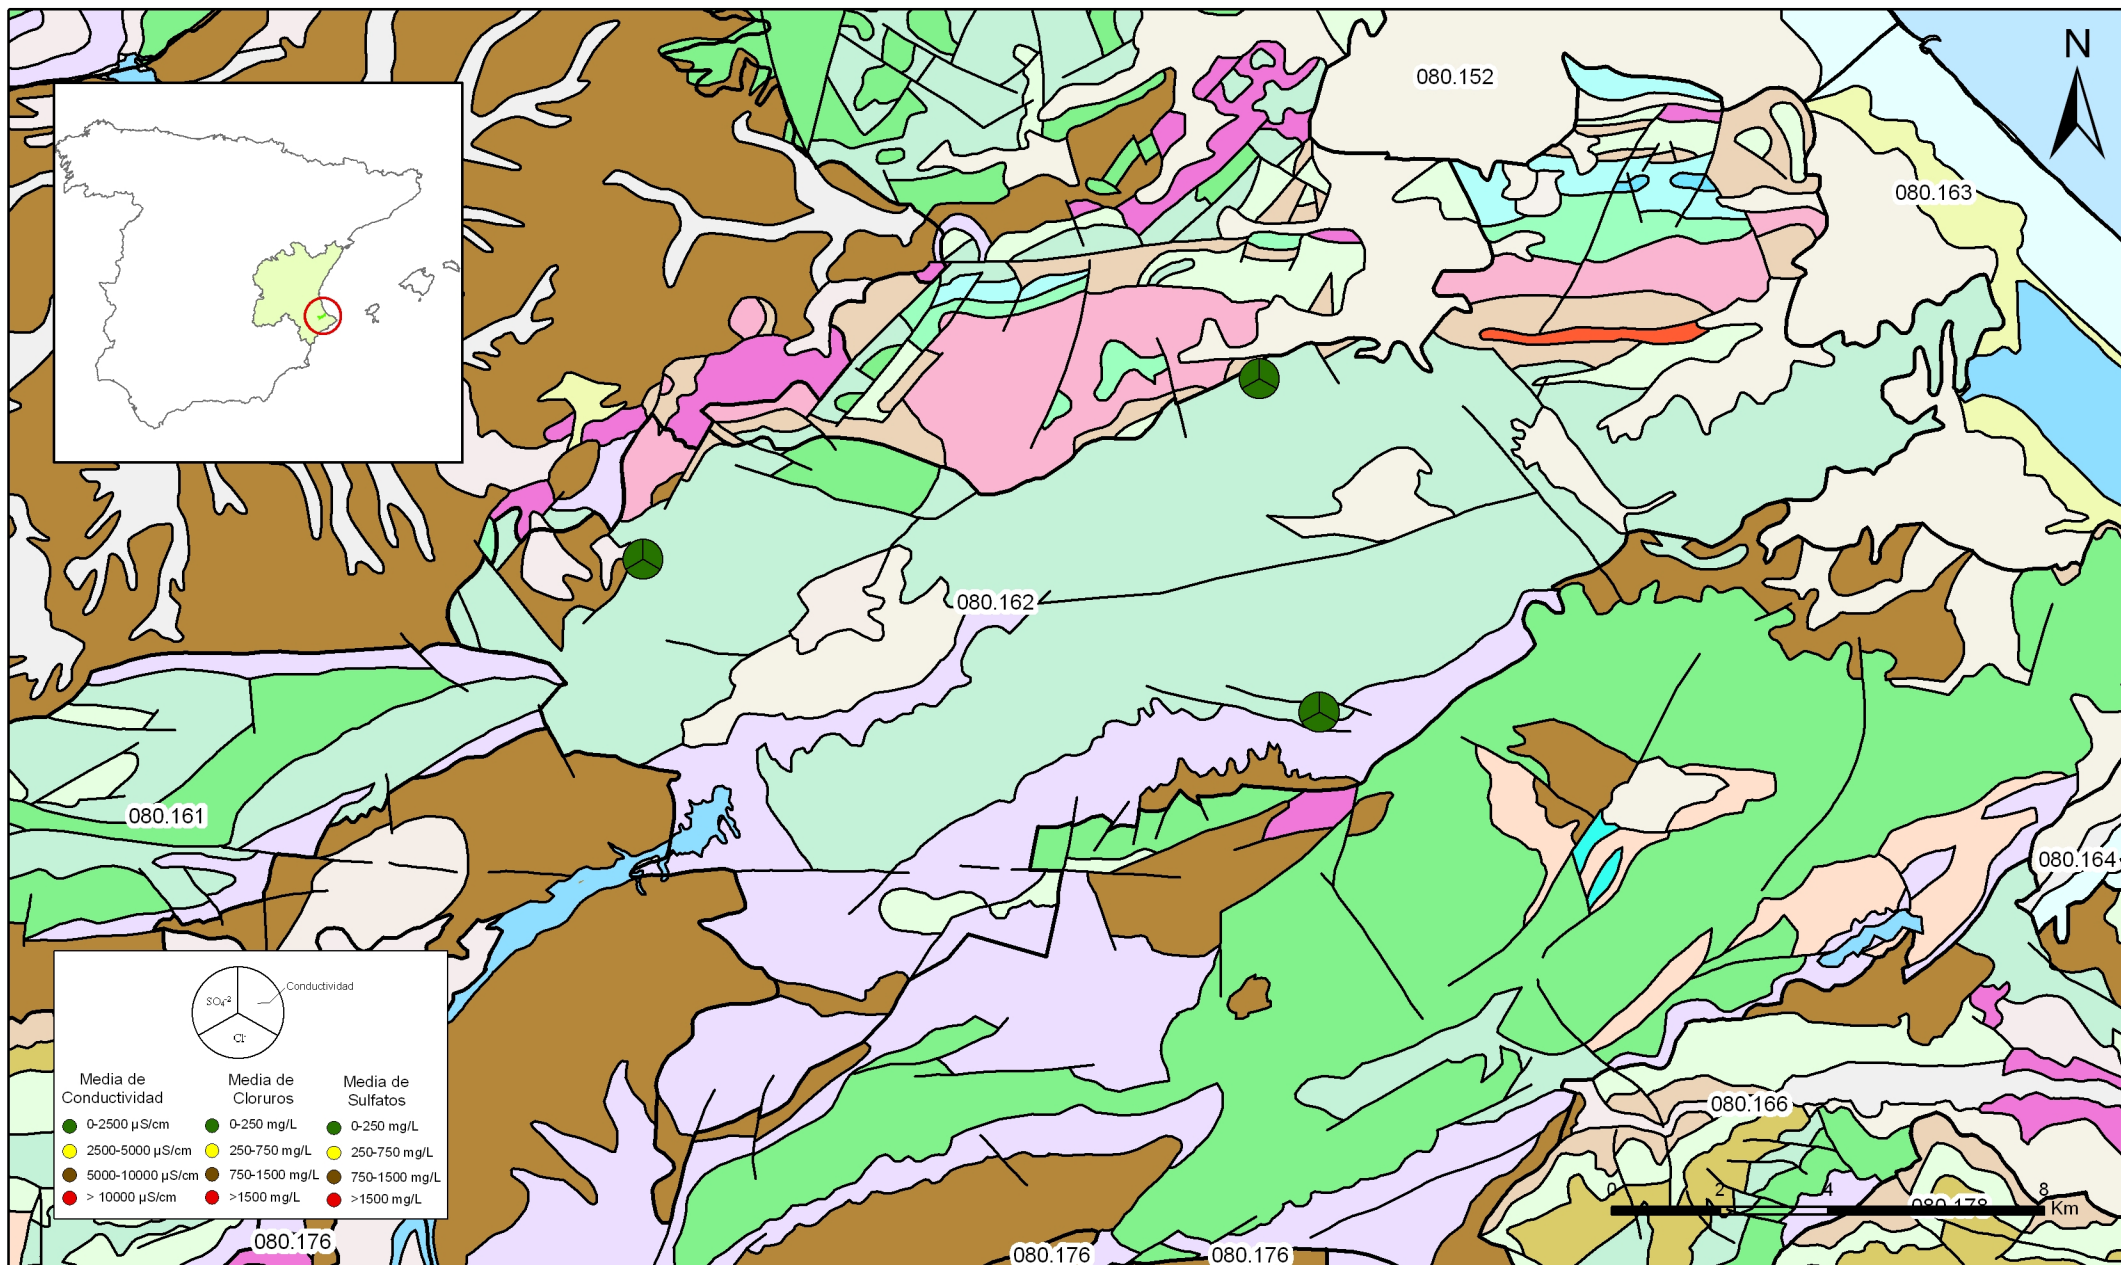 N
080.152
080.163
080.162
080.161
080.164
080.166
080.178
080.176
080.176
080.176
SO₄⁻²
Conductividad
Cl⁻
Media de Conductividad
0-2500 µS/cm
2500-5000 µS/cm
5000-10000 µS/cm
> 10000 µS/cm
Media de Cloruros
0-250 mg/L
250-750 mg/L
750-1500 mg/L
>1500 mg/L
Media de Sulfatos
0-250 mg/L
250-750 mg/L
750-1500 mg/L
>1500 mg/L
0 2 4 8
Km